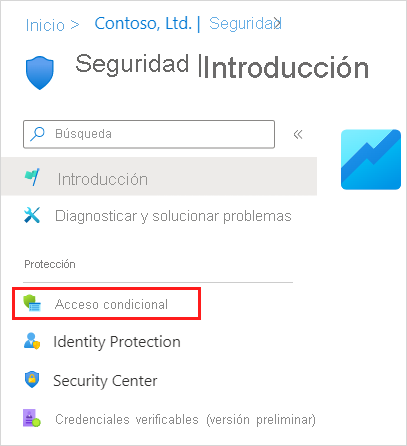 Inicio > Contoso, Ltd. | Seguridad >
Seguridad | Introducción
Búsqueda «
Introducción
Diagnosticar y solucionar problemas
Protección
Acceso condicional
Identity Protection
Security Center
Credenciales verificables (versión preliminar)